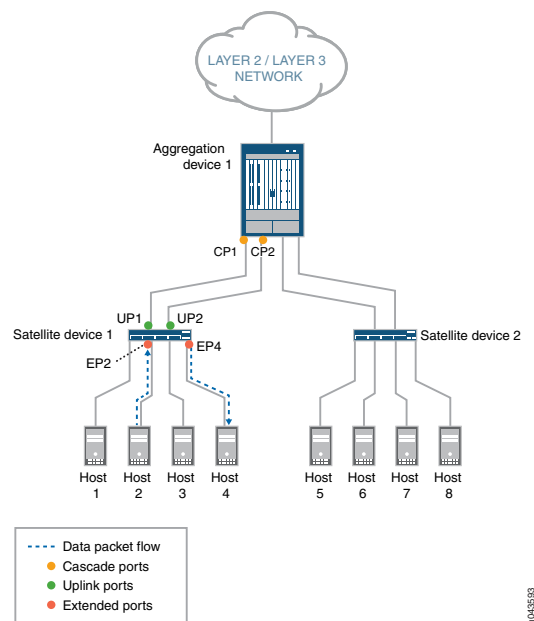 LAYER 2 / LAYER 3
NETWORK
Aggregation
device 1
CP1
CP2
UP1
UP2
Satellite device 1
Satellite device 2
EP2
EP4
Host
1
Host
2
Host
3
Host
4
Host
5
Host
6
Host
7
Host
8
Data packet flow
Cascade ports
Uplink ports
Extended ports